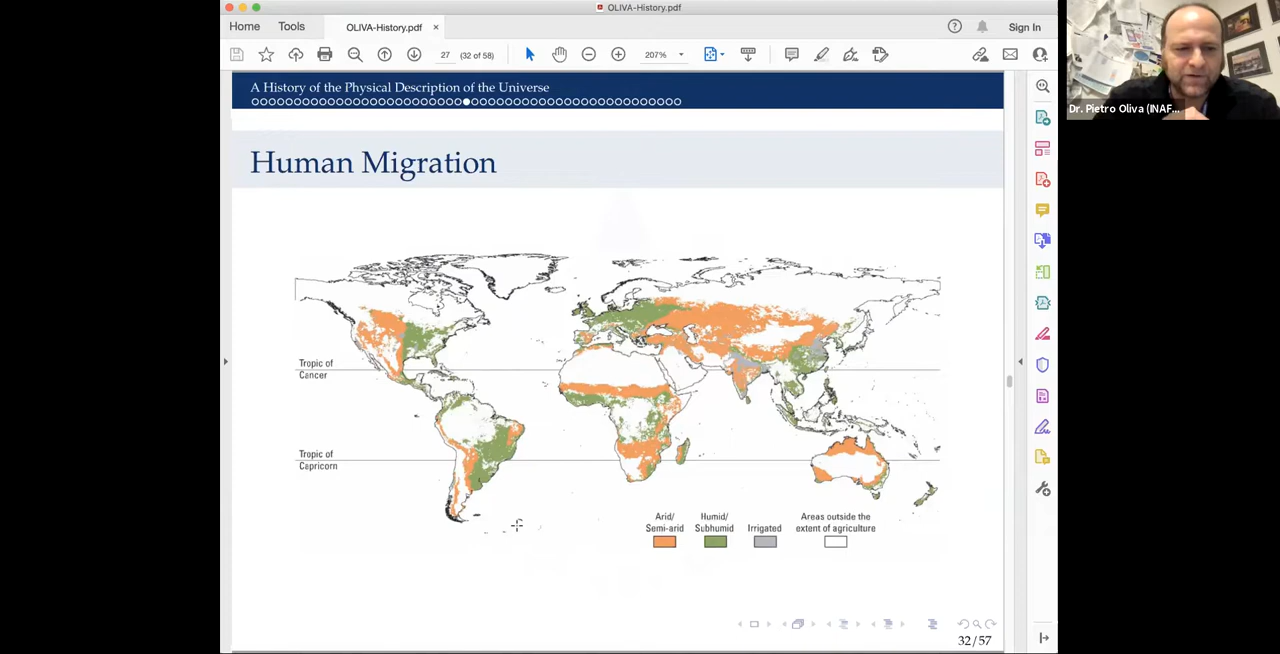 OLIVA-History.pdf
Home
Tools
OLIVA-History.pdf
×
Sign In
27
(32 of 58)
207%
A History of the Physical Description of the Universe
Human Migration
Tropic of
Cancer
Tropic of
Capricorn
Arid/
Semi-arid
Humid/
Subhumid
Irrigated
Areas outside the
extent of agriculture
32/57
Dr. Pietro Oliva (INAF...